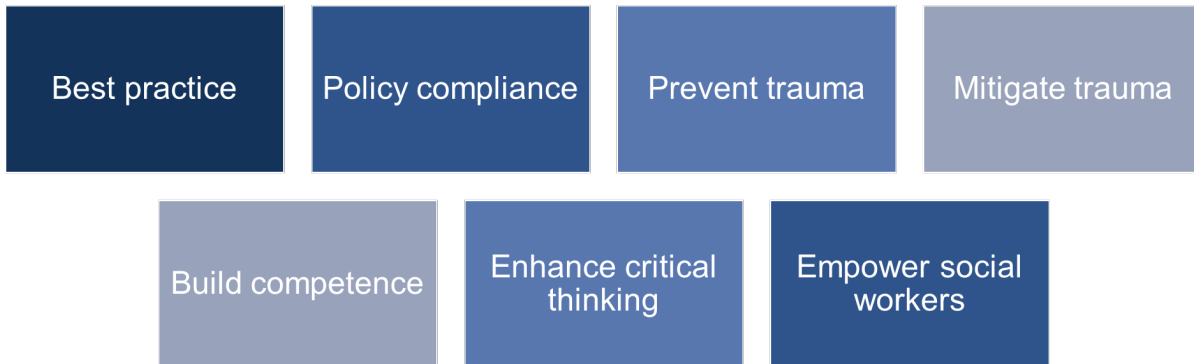 Best practice
Policy compliance
Prevent trauma
Mitigate trauma
Build competence
Enhance critical
thinking
Empower social
workers